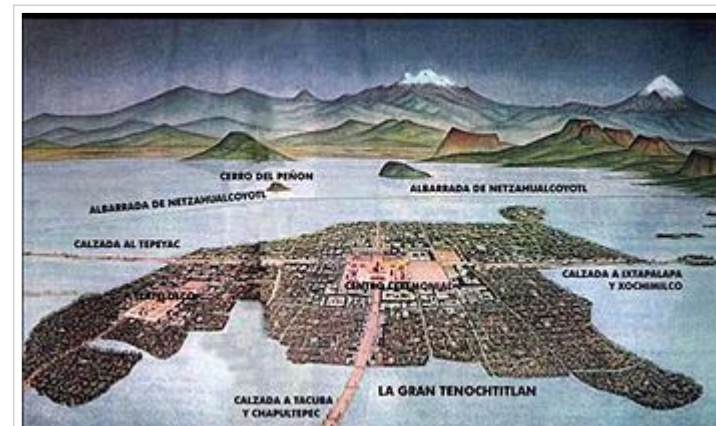 CERRO DEL PEÑON
ALBARRADA DE NETZAHUALCOYOTL
ALBARRADA DE NETZAHUALCOYOTL
CALZADA AL TEPEYAC
CALZADA A IXTAPALAPA
Y XOCHIMILCO
TLATELOLCO
CENTRO CEREMONIAL
LA GRAN TENOCHTITLAN
CALZADA A TACUBA
Y CHAPULTEPEC